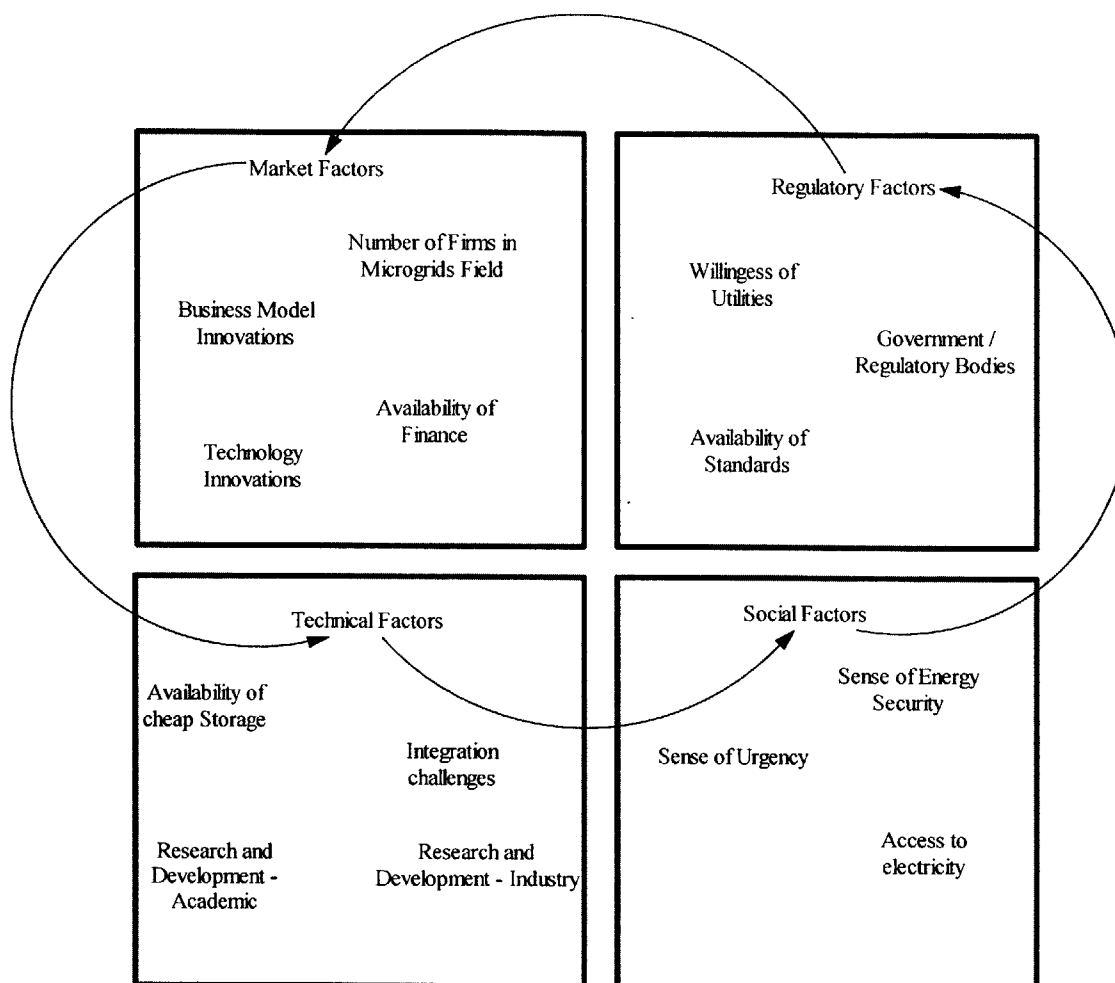 Market Factors
Number of Firms in
Microgrids Field
Business Model
Innovations
Availability of
Finance
Technology
Innovations
Regulatory Factors
Willingess of
Utilities
Government /
Regulatory Bodies
Availability of
Standards
Technical Factors
Availability of
cheap Storage
Integration
challenges
Research and
Development -
Academic
Research and
Development - Industry
Social Factors
Sense of Energy
Security
Sense of Urgency
Access to
electricity